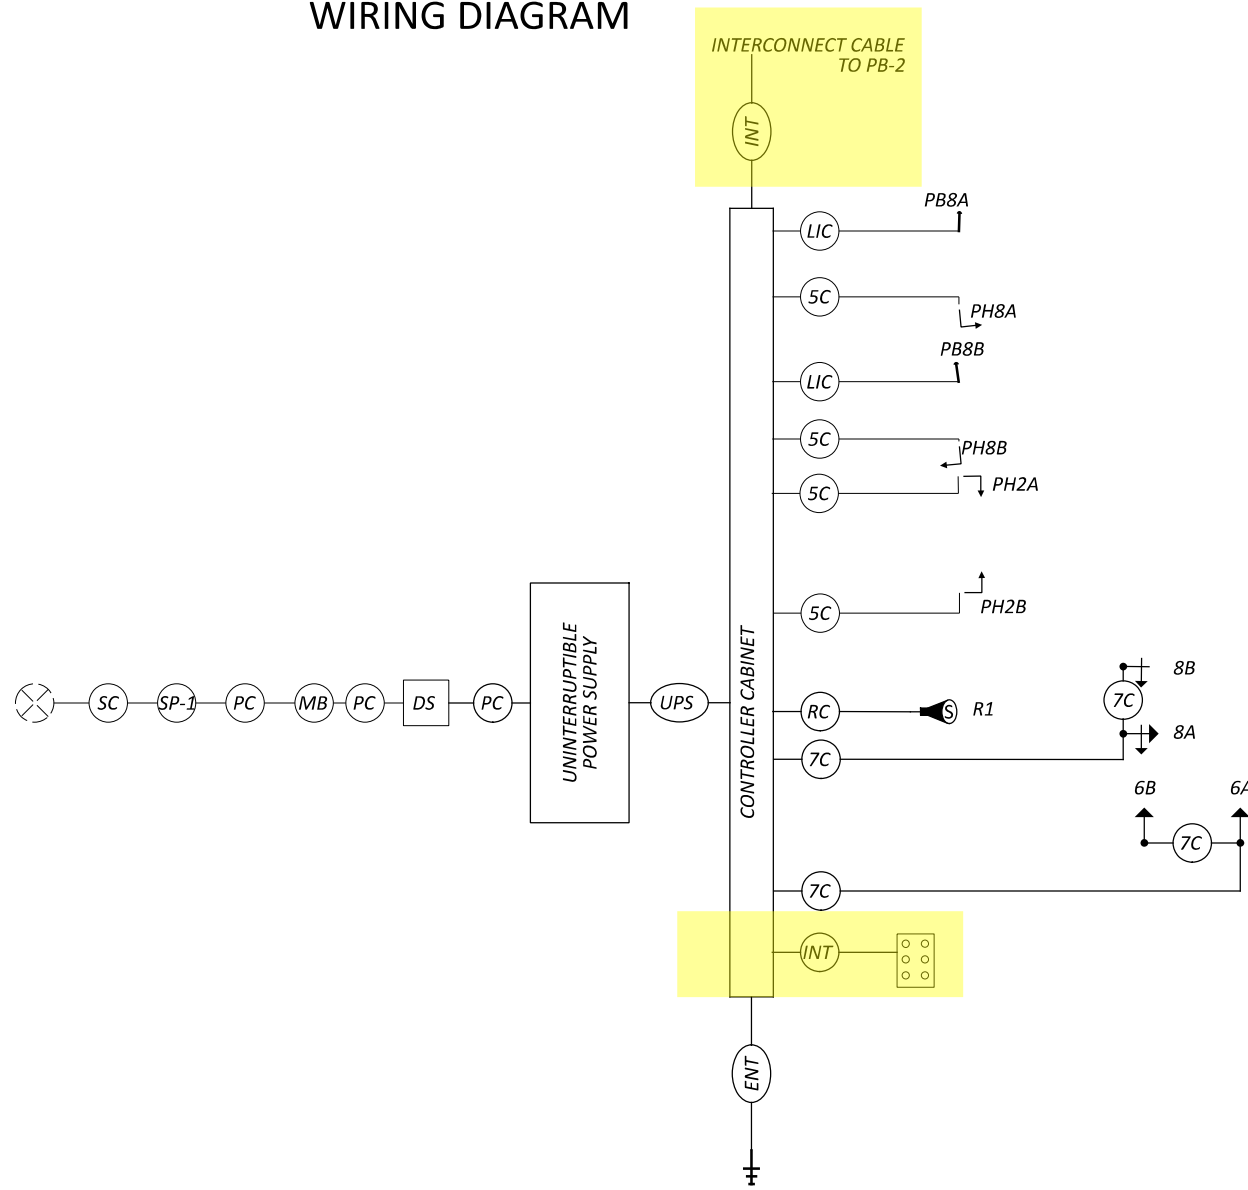 WIRING DIAGRAM
INTERCONNECT CABLE
TO PB-2
INT
PB8A
LIC
5C
PH8A
PB8B
LIC
5C
PH8B
5C
PH2A
5C
PH2B
UNINTERRUPTIBLE
POWER SUPPLY
CONTROLLER CABINET
SC
SP-1
PC
MB
PC
DS
PC
UPS
RC
S
R1
8B
7C
8A
7C
6B
6A
7C
7C
INT
ENT